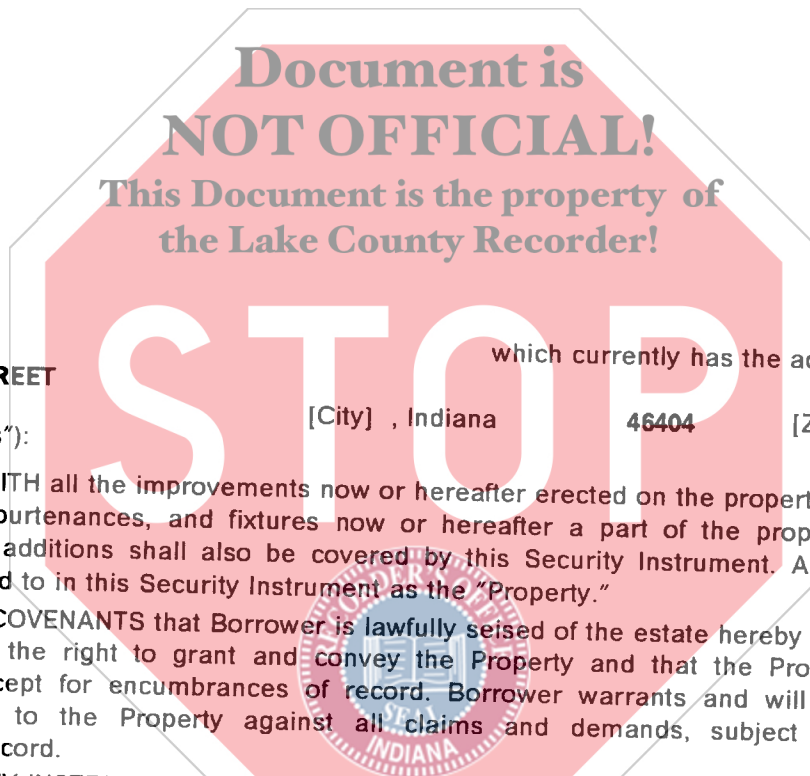 Document is
NOT OFFICIAL!
This Document is the property of
the Lake County Recorder!
STOP
which currently has the
REET
[City] , Indiana 46404
"):
ITH all the improvements now or hereafter erected on the
purtenances, and fixtures now or hereafter a part of the
additions shall also be covered by this Security Instrument. A
d to in this Security Instrument as the "Property."
COVENANTS that Borrower is lawfully seised of the estate hereby
the right to grant and convey the Property and that the
cept for encumbrances of record. Borrower warrants and will
to the Property against all claims and demands, subject
cord.
RECORDER'S OFFICE
SEAL
INDIANA